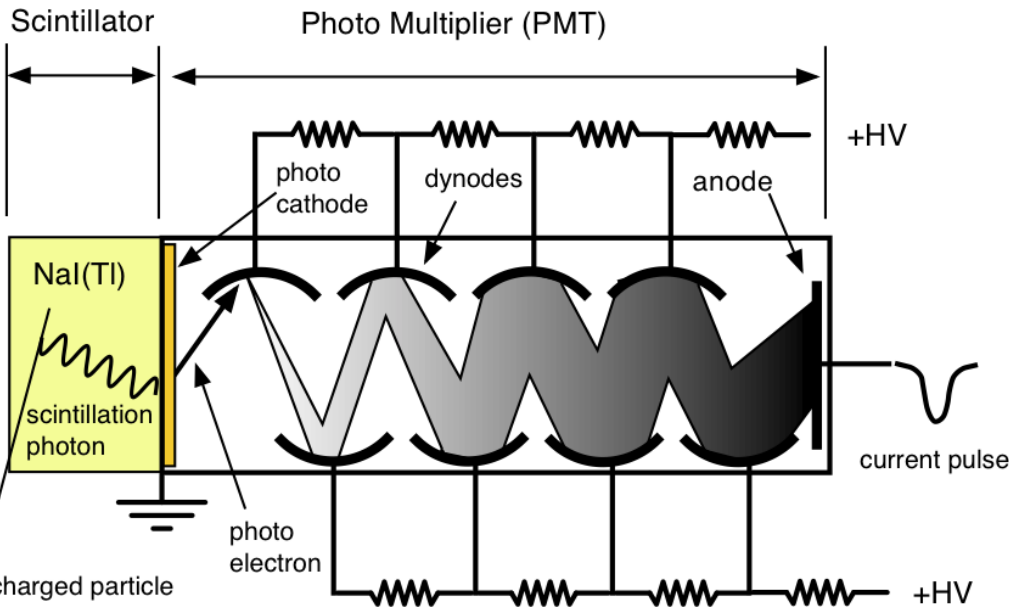 Scintillator
Photo Multiplier (PMT)
+HV
photo
cathode
dynodes
anode
NaI(Tl)
scintillation
photon
current pulse
photo
electron
charged particle
+HV